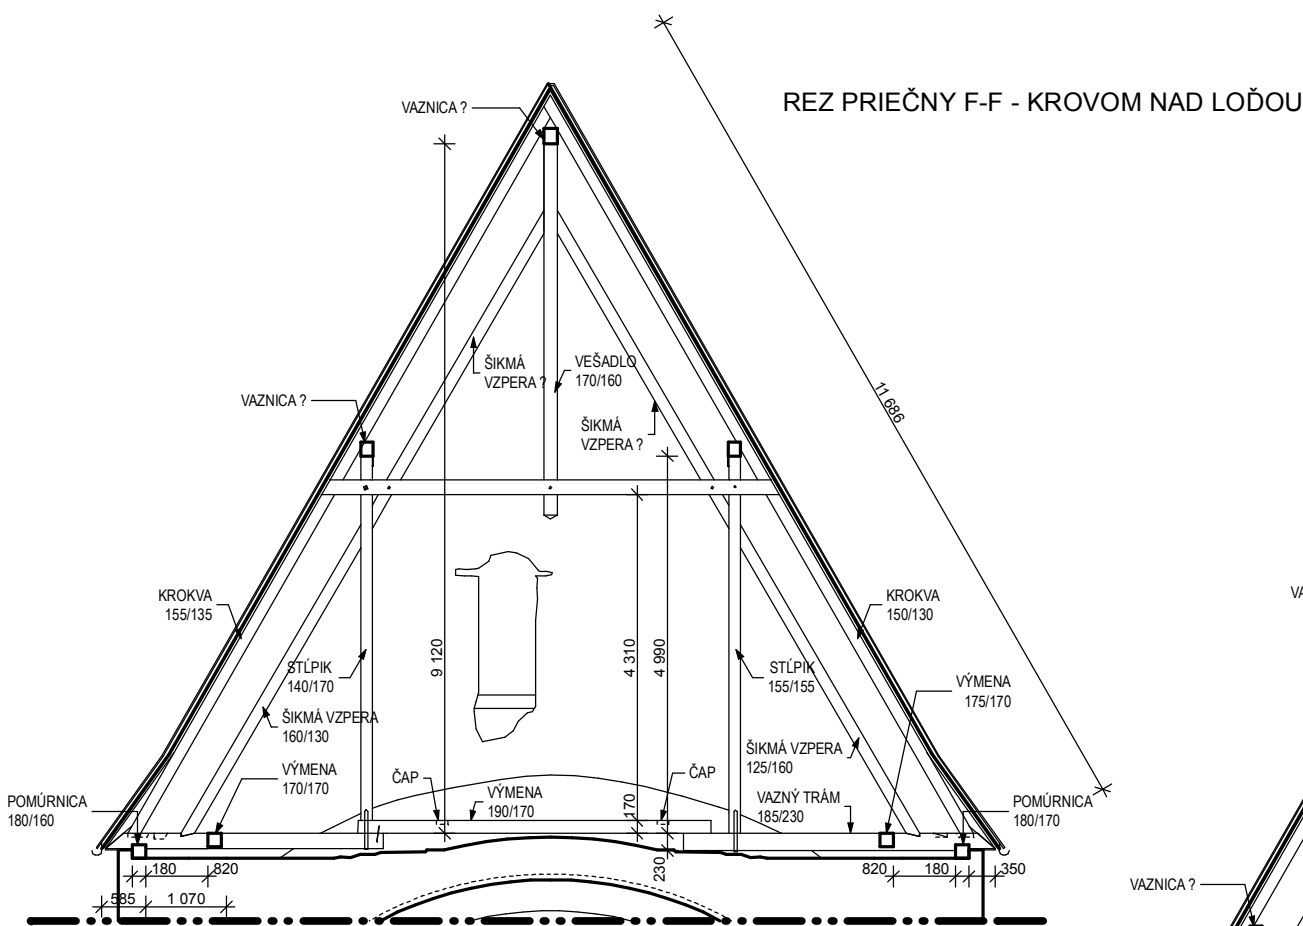 REZ PRIEČNY F-F - KROVOM NAD LOĎOU
VAZNICA ?
ŠIKMÁ
VZPERA ?
VEŠADLO
170/160
11 686
VAZNICA ?
ŠIKMÁ
VZPERA ?
KROKVA
155/135
KROKVA
150/130
9 120
4 310
4 990
STĹPIK
140/170
STĹPIK
155/155
VÝMENA
175/170
ŠIKMÁ VZPERA
160/130
ŠIKMÁ VZPERA
125/160
VÝMENA
170/170
ČAP
ČAP
VÝMENA
190/170
170
VAZNÝ TRÁM
185/230
POMÚRNICA
180/160
POMÚRNICA
180/170
180
820
230
820
180
350
585
1 070
VAZNICA ?
VA